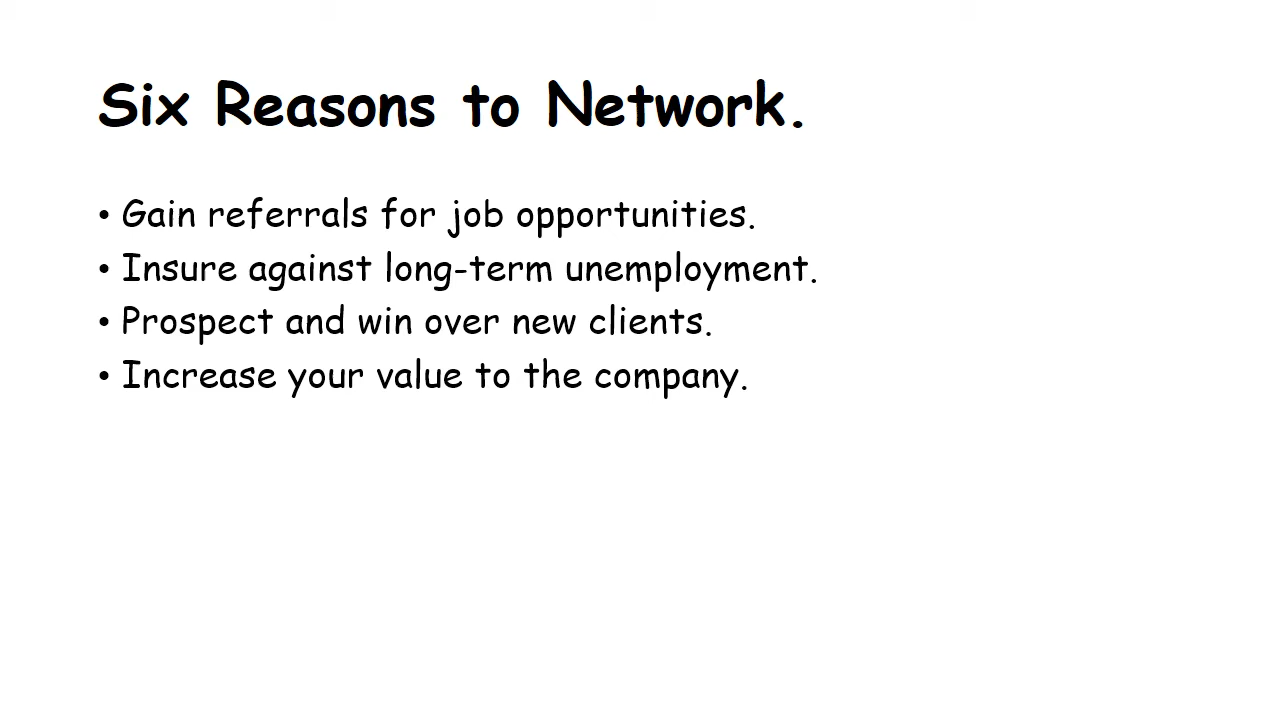 Six Reasons to Network.
• Gain referrals for job opportunities.
• Insure against long-term unemployment.
• Prospect and win over new clients.
• Increase your value to the company.